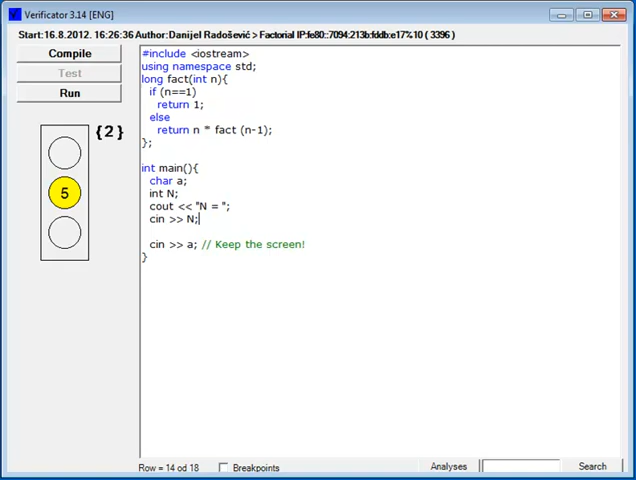 Verificator 3.14 [ENG]
Start:16.8.2012. 16:26:36 Author:Danijel Radošević > Factorial IP:fe80::7094:213b:fddb:e17%10 ( 3396 )
Compile
Test
Run
{2}
5
#include <iostream>
using namespace std;
long fact(int n){
if (n==1)
return 1;
else
return n * fact (n-1);
};
int main(){
char a;
int N;
cout << "N = ";
cin >> N;
cin >> a; // Keep the screen!
}
Row = 14 od 18
Breakpoints
Analyses
Search